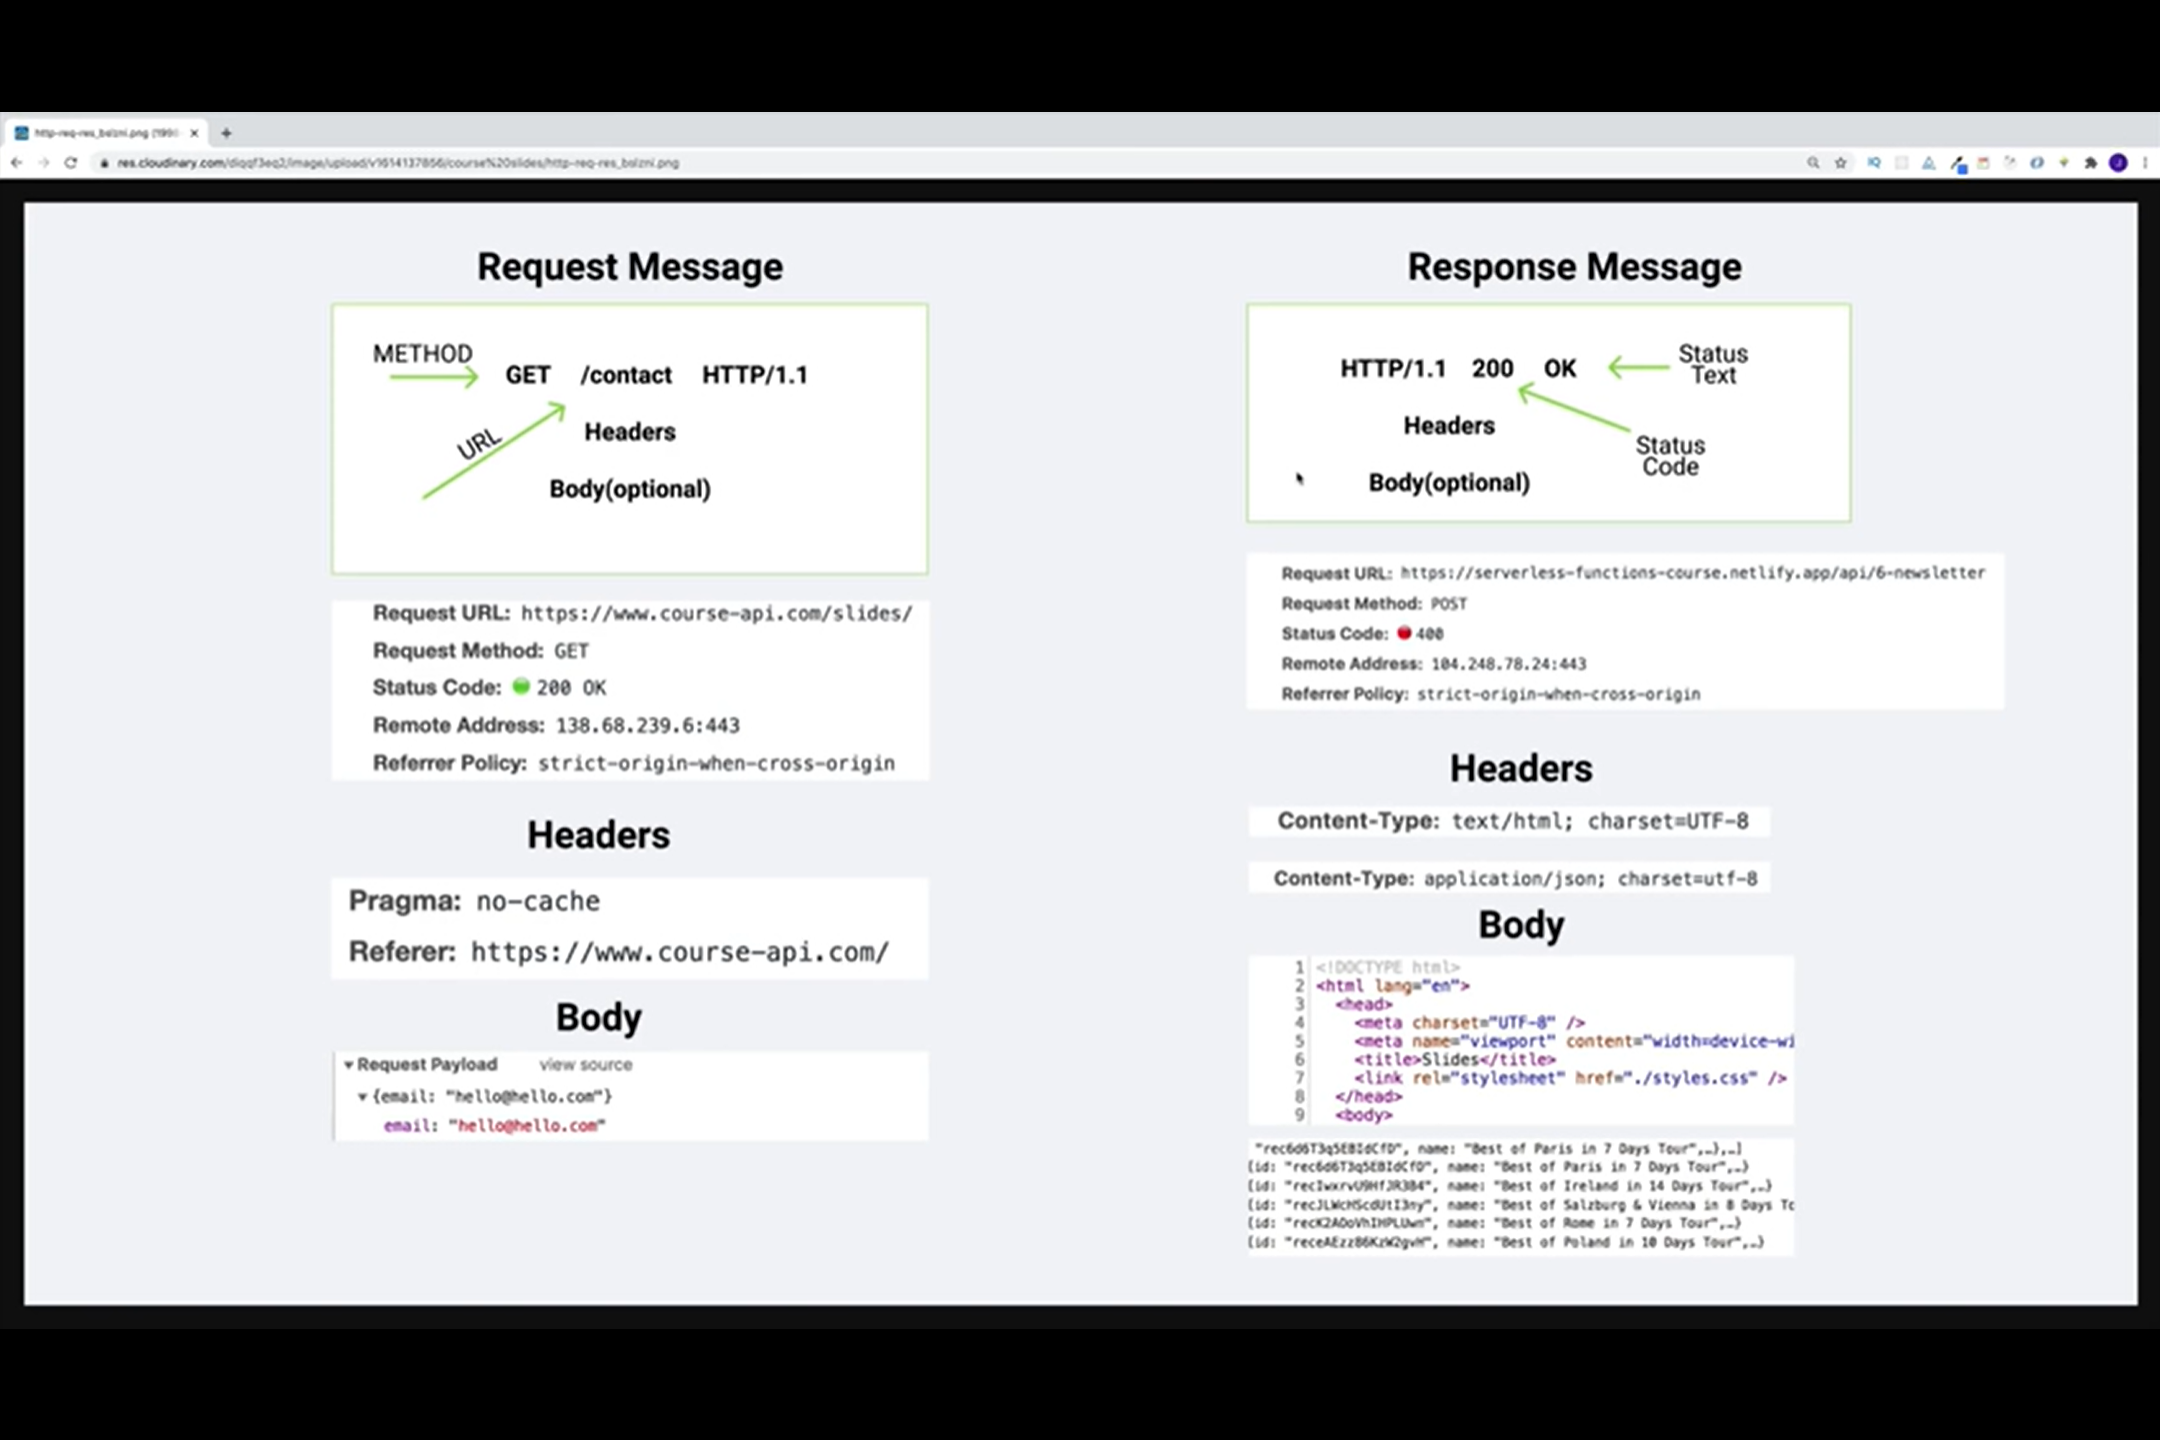 http-req-res_bslzni.png (1990
res.cloudinary.com/diqqf3eq2/image/upload/v1614137856/course%20slides/http-req-res_bslzni.png
Request Message
METHOD
GET /contact HTTP/1.1
URL
Headers
Body(optional)
Request URL: https://www.course-api.com/slides/
Request Method: GET
Status Code: 200 OK
Remote Address: 138.68.239.6:443
Referrer Policy: strict-origin-when-cross-origin
Headers
Pragma: no-cache
Referer: https://www.course-api.com/
Body
Request Payload view source
{email: "hello@hello.com"}
email: "hello@hello.com"
Response Message
HTTP/1.1 200 OK
Status
Text
Headers
Status
Code
Body(optional)
Request URL: https://serverless-functions-course.netlify.app/api/6-newsletter
Request Method: POST
Status Code: 400
Remote Address: 104.248.78.24:443
Referrer Policy: strict-origin-when-cross-origin
Headers
Content-Type: text/html; charset=UTF-8
Content-Type: application/json; charset=utf-8
Body
1 <!DOCTYPE html>
2 <html lang="en">
3 <head>
4 <meta charset="UTF-8" />
5 <meta name="viewport" content="width=device-wi
6 <title>Slides</title>
7 <link rel="stylesheet" href="./styles.css" />
8 </head>
9 <body>
"rec6d6T3q5EBIdCfD", name: "Best of Paris in 7 Days Tour",…},…]
{id: "rec6d6T3q5EBIdCfD", name: "Best of Paris in 7 Days Tour",…}
{id: "recIwxrvU9HfJR3B4", name: "Best of Ireland in 14 Days Tour",…}
{id: "recJLWcHScdUtI3ny", name: "Best of Salzburg & Vienna in 8 Days To
{id: "recK2AOoVhIHPLUwn", name: "Best of Rome in 7 Days Tour",…}
{id: "receAEzz86KzW2gvH", name: "Best of Poland in 10 Days Tour",…}